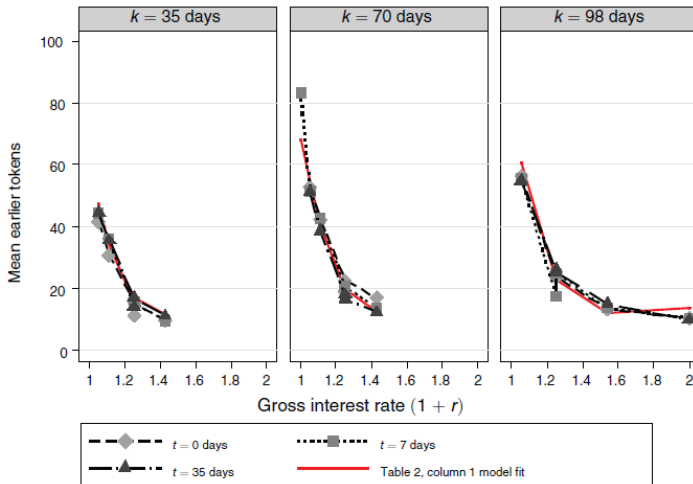 k = 35 days k = 70 days k = 98 days
100
80
60
40
20
0
Mean earlier tokens
1 1.2 1.4 1.6 1.8 2 1 1.2 1.4 1.6 1.8 2 1 1.2 1.4 1.6 1.8 2
Gross interest rate (1 + r)
t = 0 days t = 7 days
t = 35 days Table 2, column 1 model fit